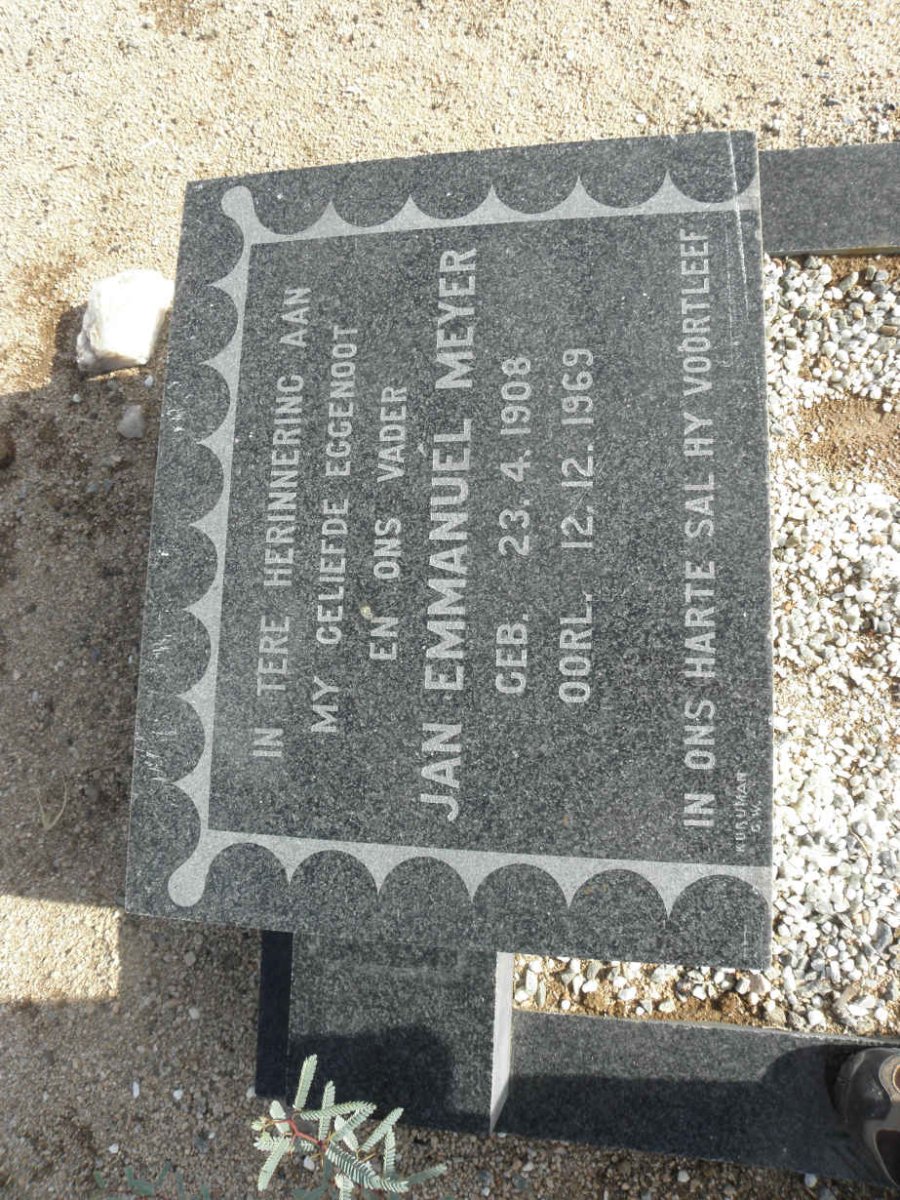 IN TERE HERINNERING AAN
MY GELIEFDE EGGENOOT
EN ONS VADER
JAN EMMANUEL MEYER
GEB. 23.4.1908
OORL. 12.12.1969
IN ONS HARTE SAL HY VOORTLEEF